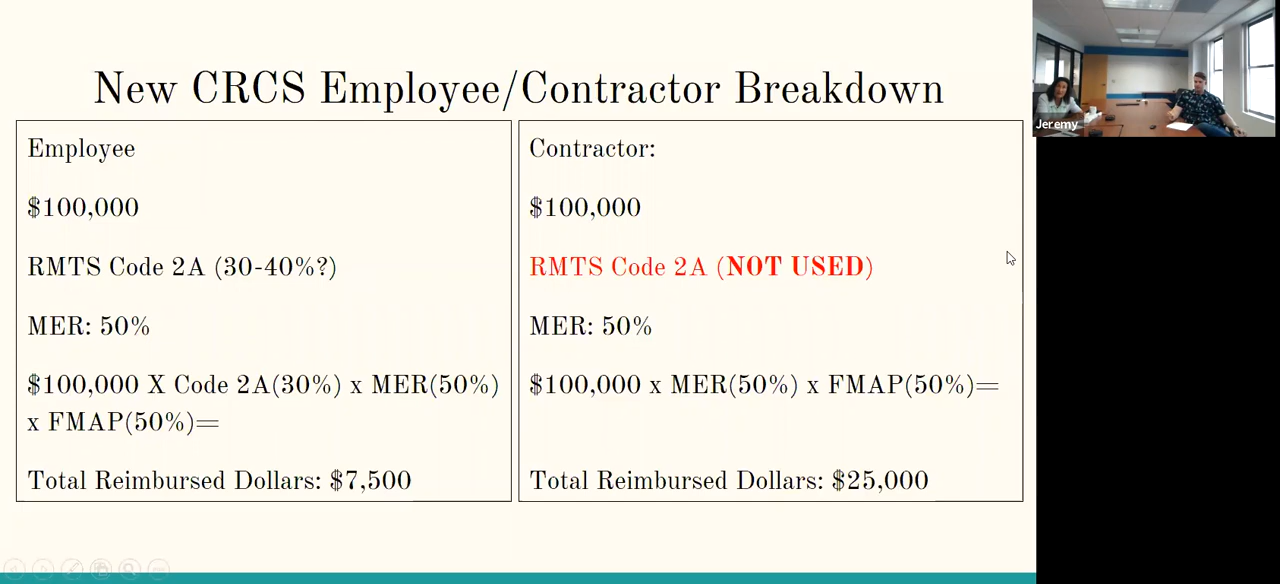 New CRCS Employee/Contractor Breakdown
Employee
$100,000
RMTS Code 2A (30-40%?)
MER: 50%
$100,000 X Code 2A(30%) x MER(50%)
x FMAP(50%)=
Total Reimbursed Dollars: $7,500
Contractor:
$100,000
RMTS Code 2A (NOT USED)
MER: 50%
$100,000 x MER(50%) x FMAP(50%)=
Total Reimbursed Dollars: $25,000
Jeremy